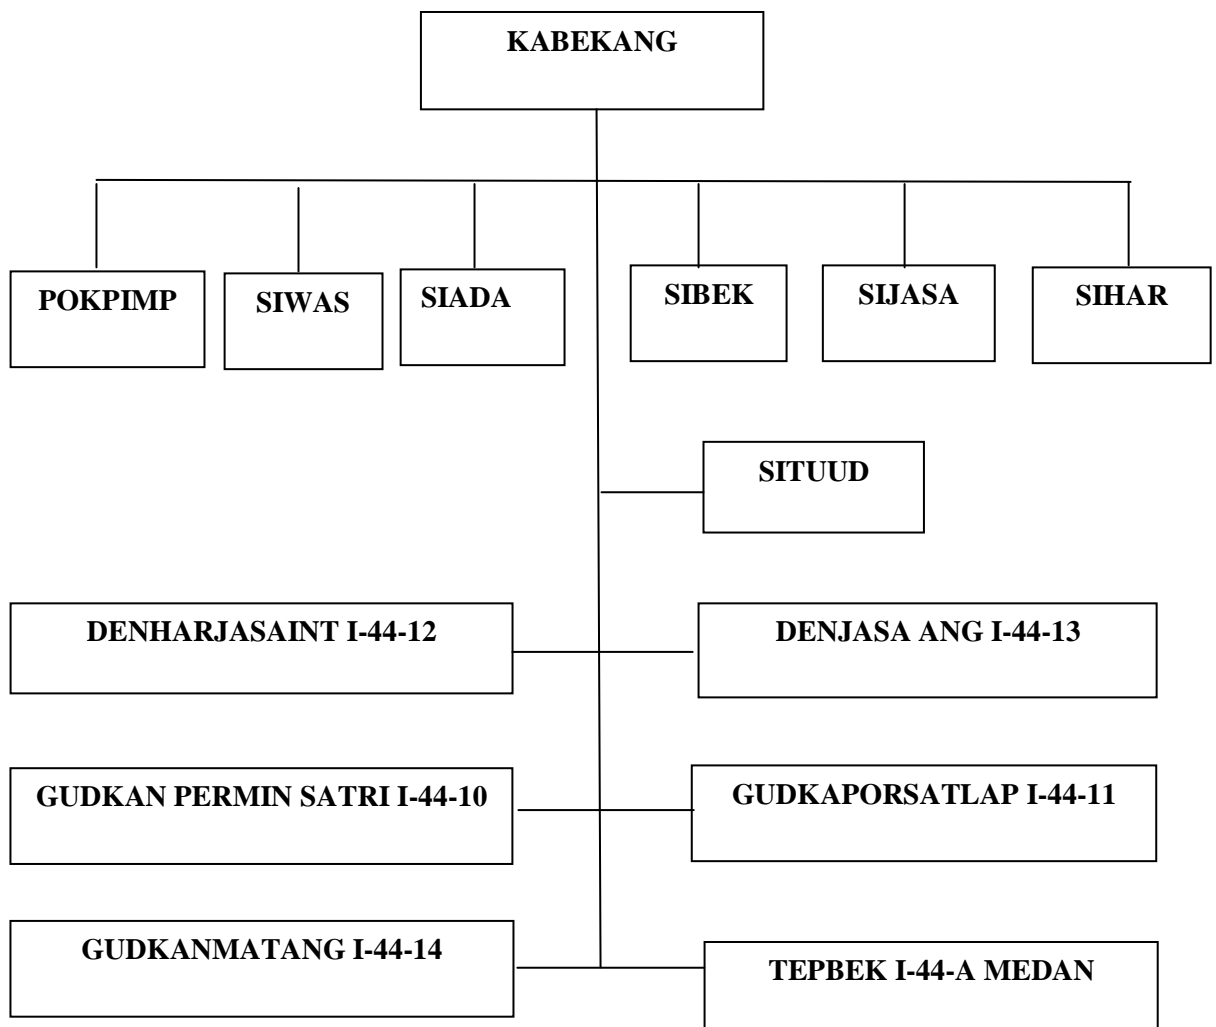 KABEKANG
POKPIMP
SIWAS
SIADA
SIBEK
SIJASA
SIHAR
SITUUD
DENHARJASAINT I-44-12
DENJASA ANG I-44-13
GUDKAN PERMIN SATRI I-44-10
GUDKAPORSATLAP I-44-11
GUDKANMATANG I-44-14
TEPBEK I-44-A MEDAN